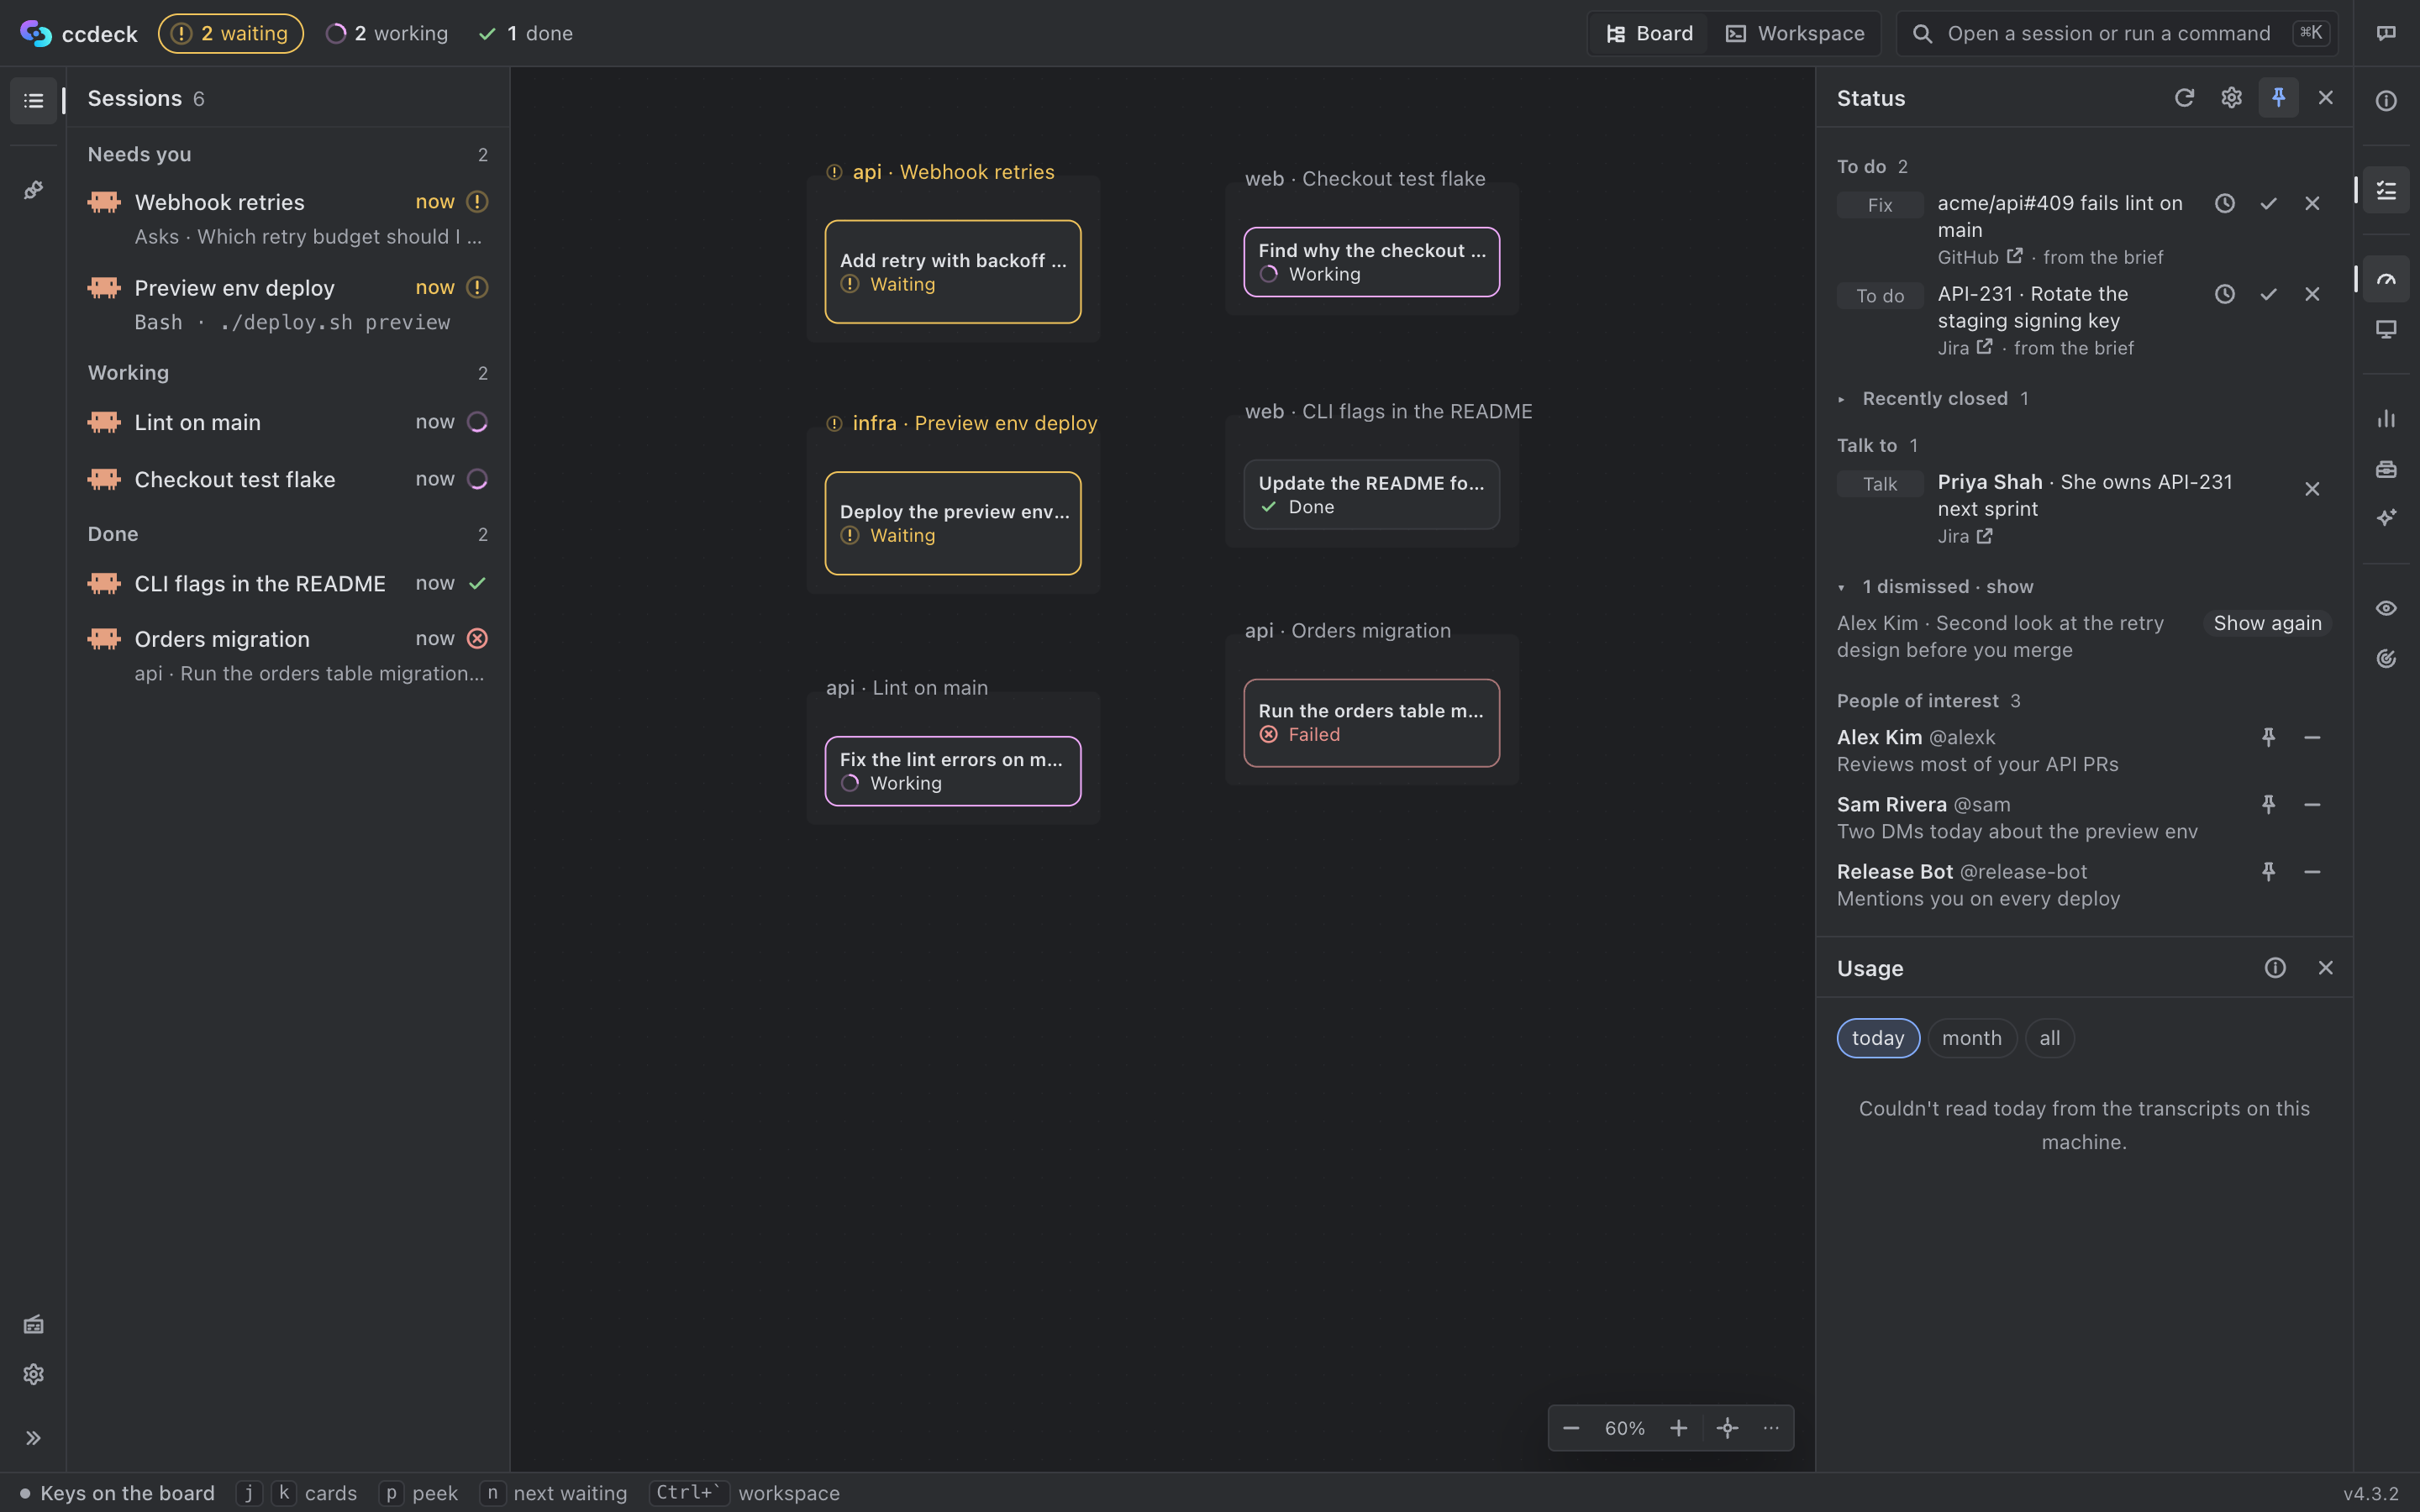 ccdeck
2 waiting
2 working
1 done
Board
Workspace
Open a session or run a command ⌘K
Sessions 6
Needs you 2
Webhook retries now
Asks · Which retry budget should I ...
Preview env deploy now
Bash · ./deploy.sh preview
Working 2
Lint on main now
Checkout test flake now
Done 2
CLI flags in the README now
Orders migration now
api · Run the orders table migration...
api · Webhook retries
Add retry with backoff ...
Waiting
infra · Preview env deploy
Deploy the preview env...
Waiting
api · Lint on main
Fix the lint errors on m...
Working
web · Checkout test flake
Find why the checkout ...
Working
web · CLI flags in the README
Update the README fo...
Done
api · Orders migration
Run the orders table m...
Failed
60%
Status
To do 2
Fix
acme/api#409 fails lint on
main
GitHub · from the brief
To do
API-231 · Rotate the
staging signing key
Jira · from the brief
Recently closed 1
Talk to 1
Talk
Priya Shah · She owns API-231
next sprint
Jira
1 dismissed · show
Alex Kim · Second look at the retry
design before you merge
Show again
People of interest 3
Alex Kim @alexk
Reviews most of your API PRs
Sam Rivera @sam
Two DMs today about the preview env
Release Bot @release-bot
Mentions you on every deploy
Usage
today month all
Couldn't read today from the transcripts on this
machine.
Keys on the board j k cards p peek n next waiting Ctrl+` workspace
v4.3.2